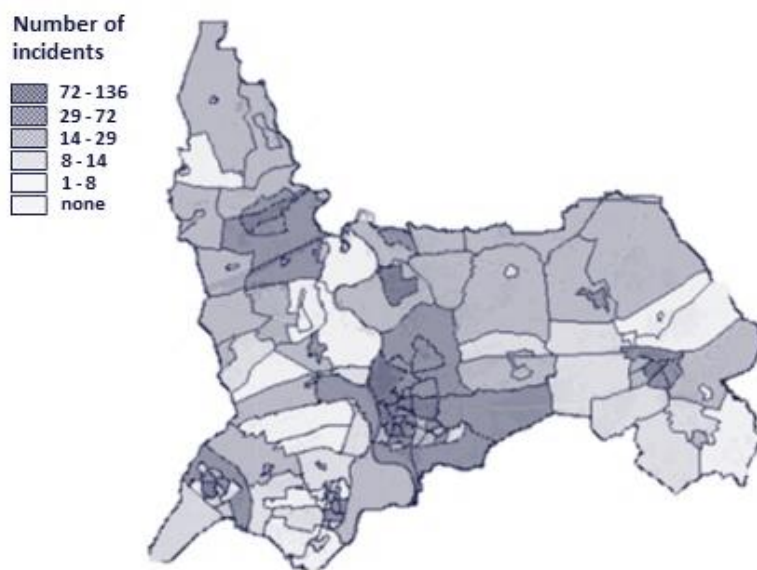 Number of
incidents
72 - 136
29 - 72
14 - 29
8 - 14
1 - 8
none